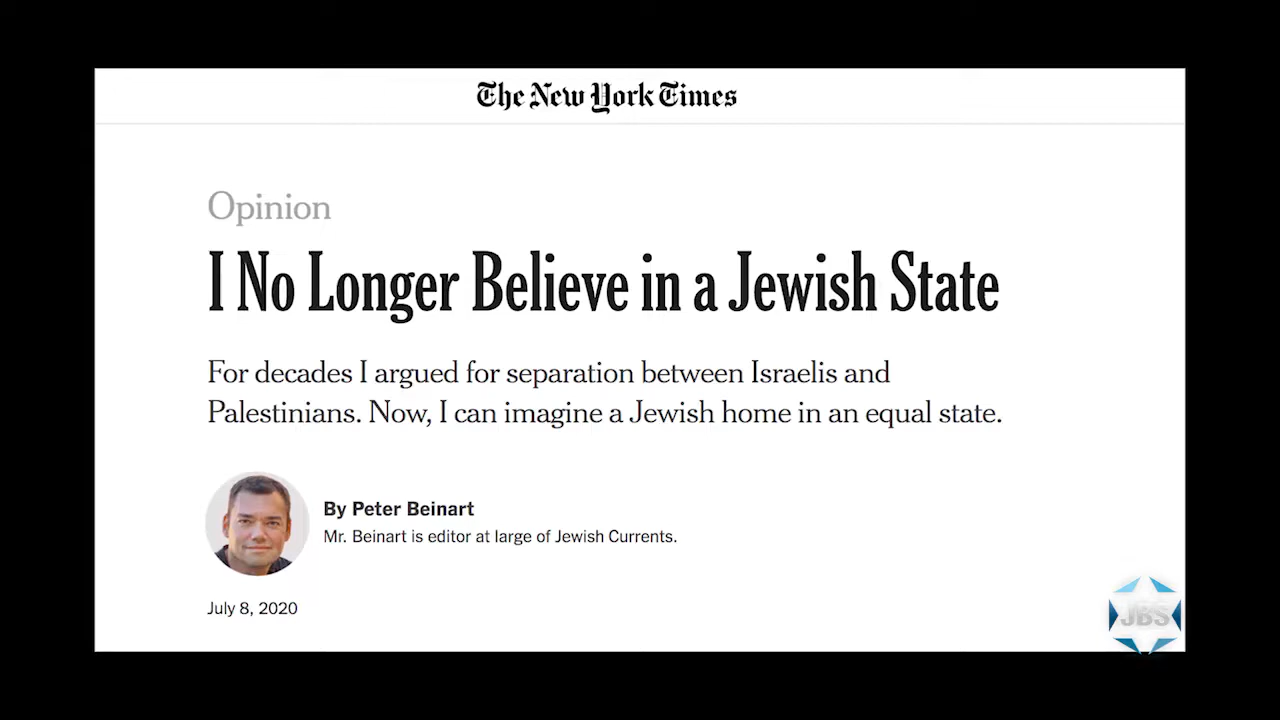 The New York Times
Opinion
I No Longer Believe in a Jewish State
For decades I argued for separation between Israelis and
Palestinians. Now, I can imagine a Jewish home in an equal state.
By Peter Beinart
Mr. Beinart is editor at large of Jewish Currents.
July 8, 2020
JBS